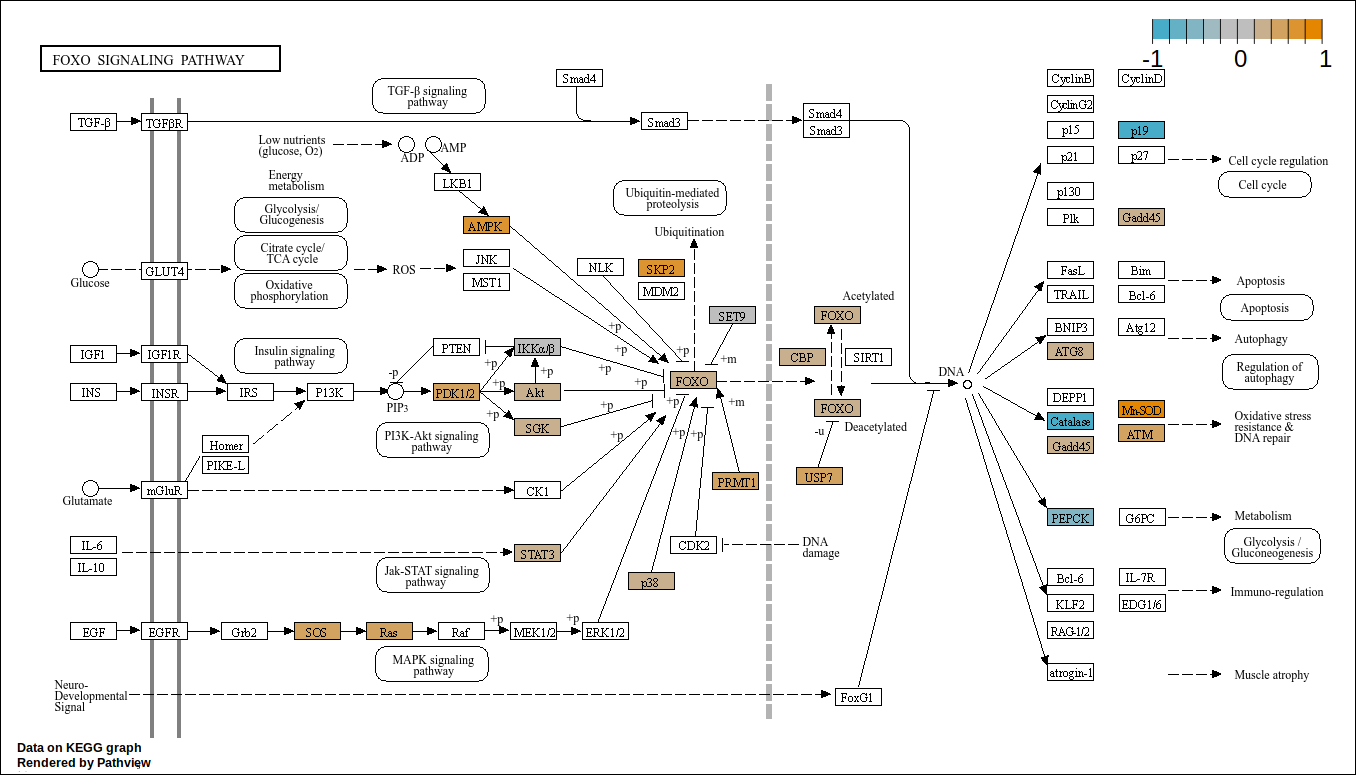 FOXO SIGNALING PATHWAY
-1 0 1
TGF-β signaling
pathway
Smad4
CyclinB CyclinD
CyclinG2
TGF-β TGFβR Smad3 Smad4
Smad3
p15 p19
Low nutrients
(glucose, O2)
ADP AMP
p21 p27
Cell cycle regulation
Cell cycle
Energy
metabolism
LKB1
p130
Glycolysis/
Glucogenesis
AMPK
Ubiquitin-mediated
proteolysis
Ubiquitination
Plk Gadd45
Citrate cycle/
TCA cycle
Glucose GLUT4 ROS
JNK
MST1
NLK SKP2
MDM2
FasL Bim
TRAIL Bcl-6
Apoptosis
Apoptosis
Oxidative
phosphorylation
Acetylated
SET9 FOXO
+p
BNIP3 Atg12
Autophagy
ATG8
Regulation of
autophagy
IGF1 IGF1R
Insulin signaling
pathway
PTEN IKKα/β
+p +p +m
CBP SIRT1
+p +p +p
-p
DNA
FOXO
INS INSR IRS P13K PIP3 PDK1/2 Akt
+p +p
+p +m
FOXO
Deacetylated
DEPP1
Catalase Mn-SOD
Gadd45 ATM
Oxidative stress
resistance &
DNA repair
+p +p
SGK
-u
+p +p +p
PI3K-Akt signaling
pathway
Homer
PIKE-L
PRMT1 USP7
Glutamate mGluR CK1
PEPCK G6PC
Metabolism
Glycolysis /
Gluconeogenesis
IL-6
IL-10
STAT3
CDK2
DNA
damage
Jak-STAT signaling
pathway
p38
Bcl-6 IL-7R
KLF2 EDG1/6
RAG-1/2
Immuno-regulation
EGF EGFR Grb2 SOS Ras Raf +p MEK1/2 +p ERK1/2
MAPK signaling
pathway
atrogin-1
Muscle atrophy
Neuro-
Developmental
Signal
FoxG1
Data on KEGG graph
Rendered by Pathview